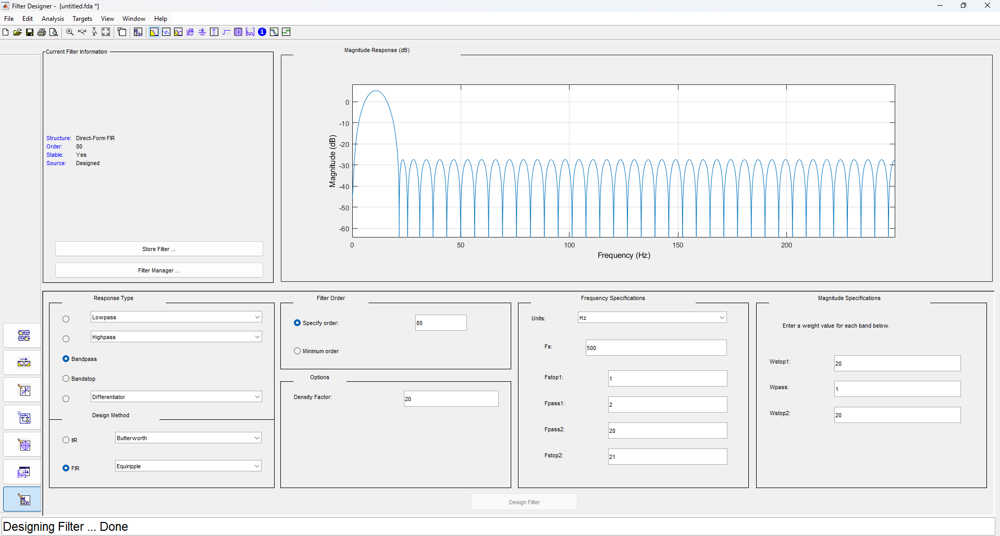 Filter Designer - [untitled.fda *]
File Edit Analysis Targets View Window Help
Current Filter Information
Structure: Direct-Form FIR
Order: 80
Stable: Yes
Source: Designed
Store Filter ...
Filter Manager ...
Magnitude Response (dB)
Magnitude (dB)
0
-10
-20
-30
-40
-50
-60
0 50 100 150 200
Frequency (Hz)
Response Type
Lowpass
Highpass
Bandpass
Bandstop
Differentiator
Design Method
IIR Butterworth
FIR Equiripple
Filter Order
Specify order: 80
Minimum order
Options
Density Factor: 20
Frequency Specifications
Units: Hz
Fs: 500
Fstop1: 1
Fpass1: 2
Fpass2: 20
Fstop2: 21
Magnitude Specifications
Enter a weight value for each band below.
Wstop1: 20
Wpass: 1
Wstop2: 20
Design Filter
Designing Filter ... Done